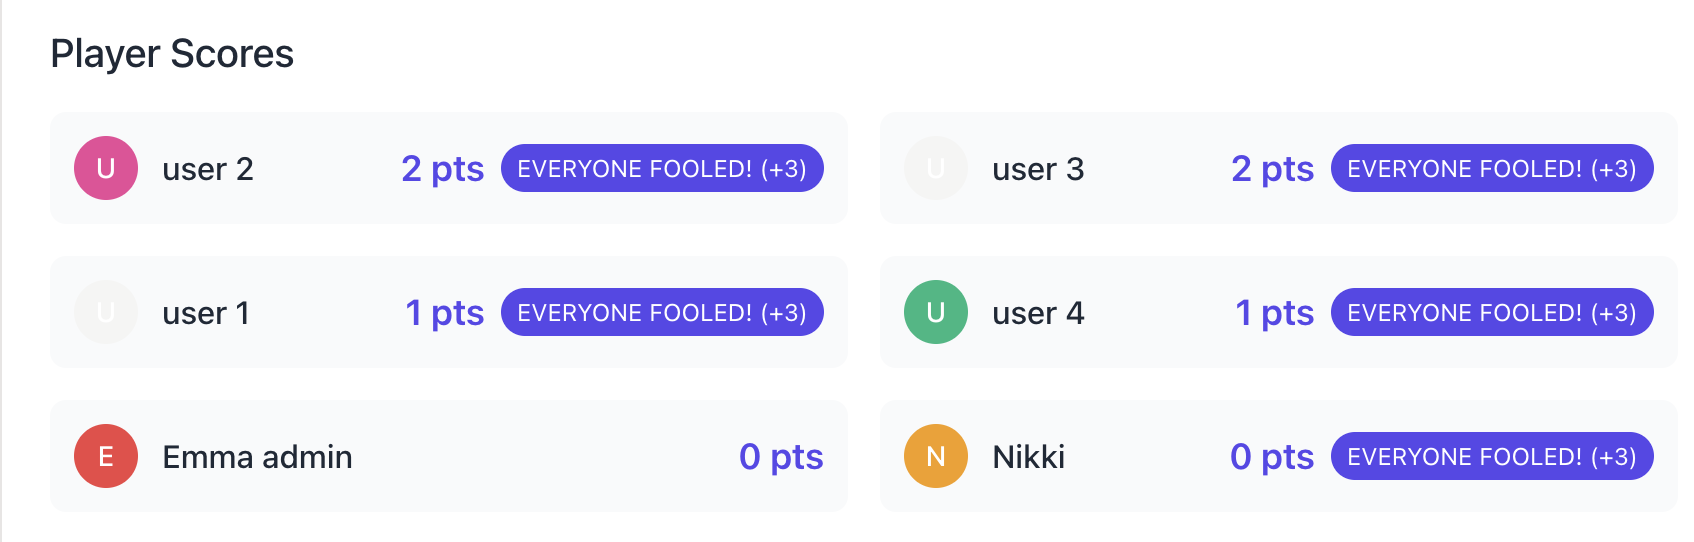 Player Scores
U user 2 2 pts EVERYONE FOOLED! (+3)
U user 3 2 pts EVERYONE FOOLED! (+3)
U user 1 1 pts EVERYONE FOOLED! (+3)
U user 4 1 pts EVERYONE FOOLED! (+3)
E Emma admin 0 pts
N Nikki 0 pts EVERYONE FOOLED! (+3)